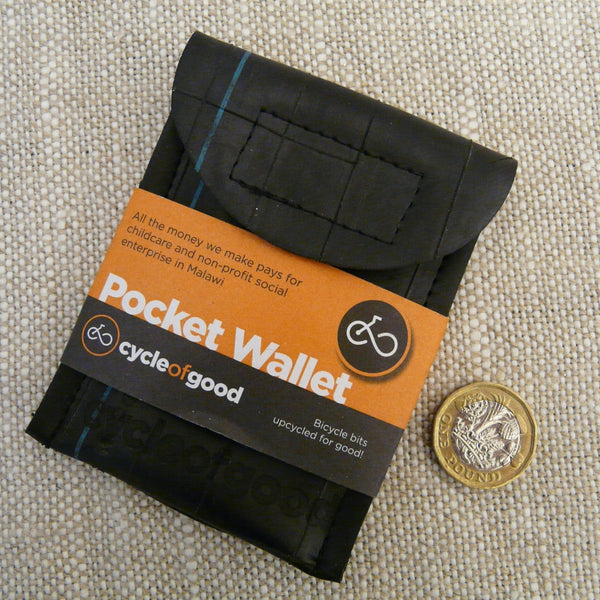 All the money we make pays for
childcare and non-profit social
enterprise in Malawi
Pocket Wallet
cycleofgood
Bicycle bits
upcycled for good!
cycleofgood
ONE POUND